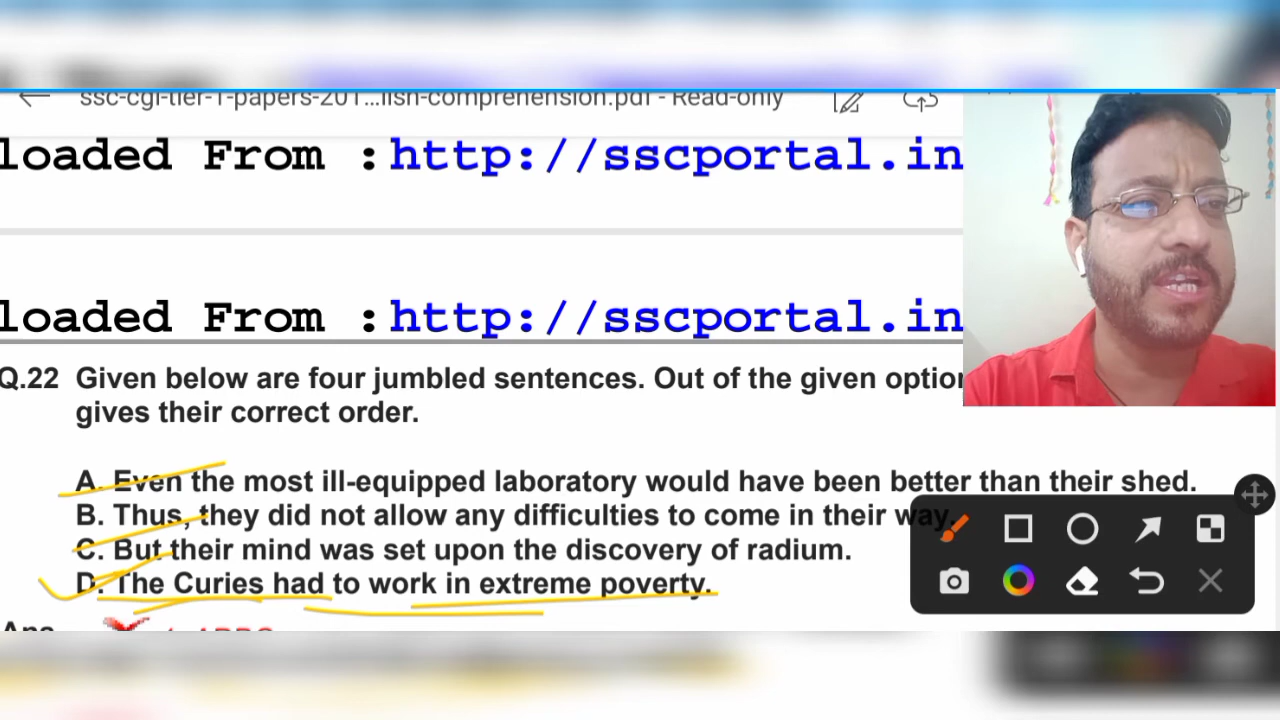 ssc-cgl-tier-1-papers-201...lish-comprehension.pdf - Read-only
loaded From : http://sscportal.in
loaded From : http://sscportal.in
Q.22 Given below are four jumbled sentences. Out of the given option
gives their correct order.
A. Even the most ill-equipped laboratory would have been better than their shed.
B. Thus, they did not allow any difficulties to come in their way.
C. But their mind was set upon the discovery of radium.
D. The Curies had to work in extreme poverty.
Ans